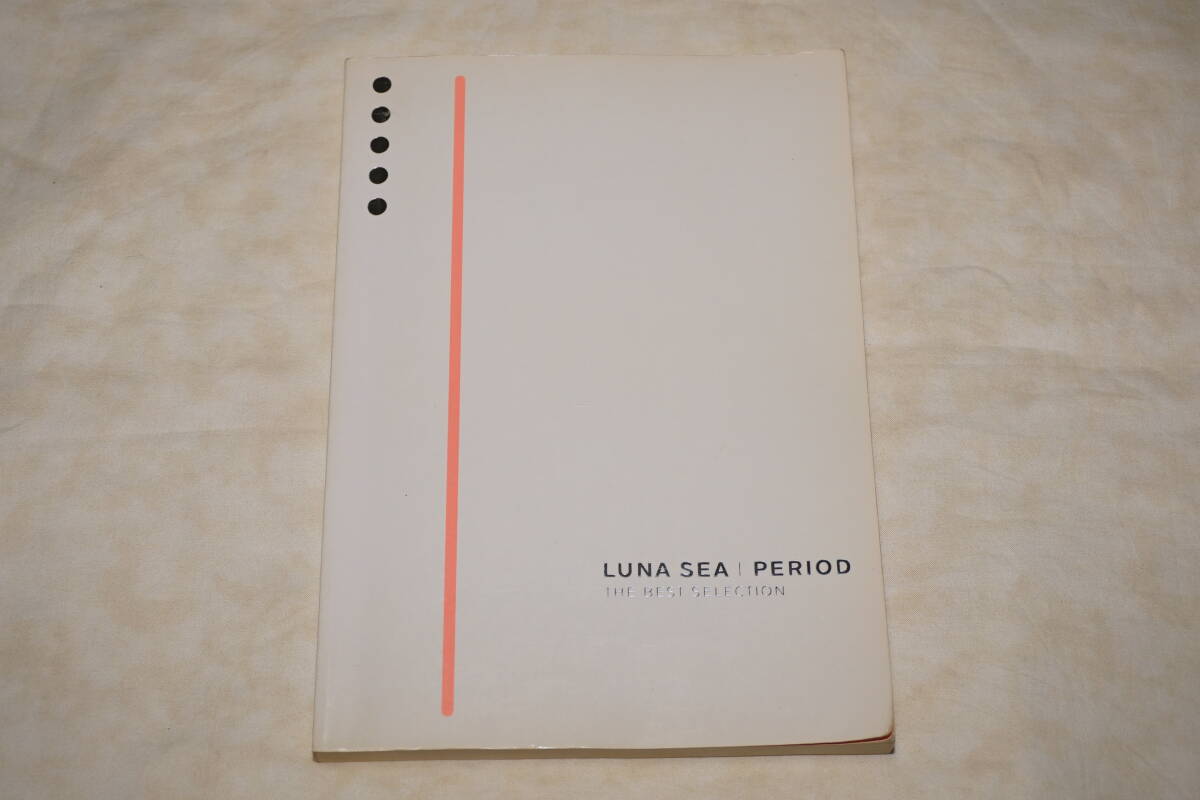 LUNA SEA | PERIOD
THE BEST SELECTION